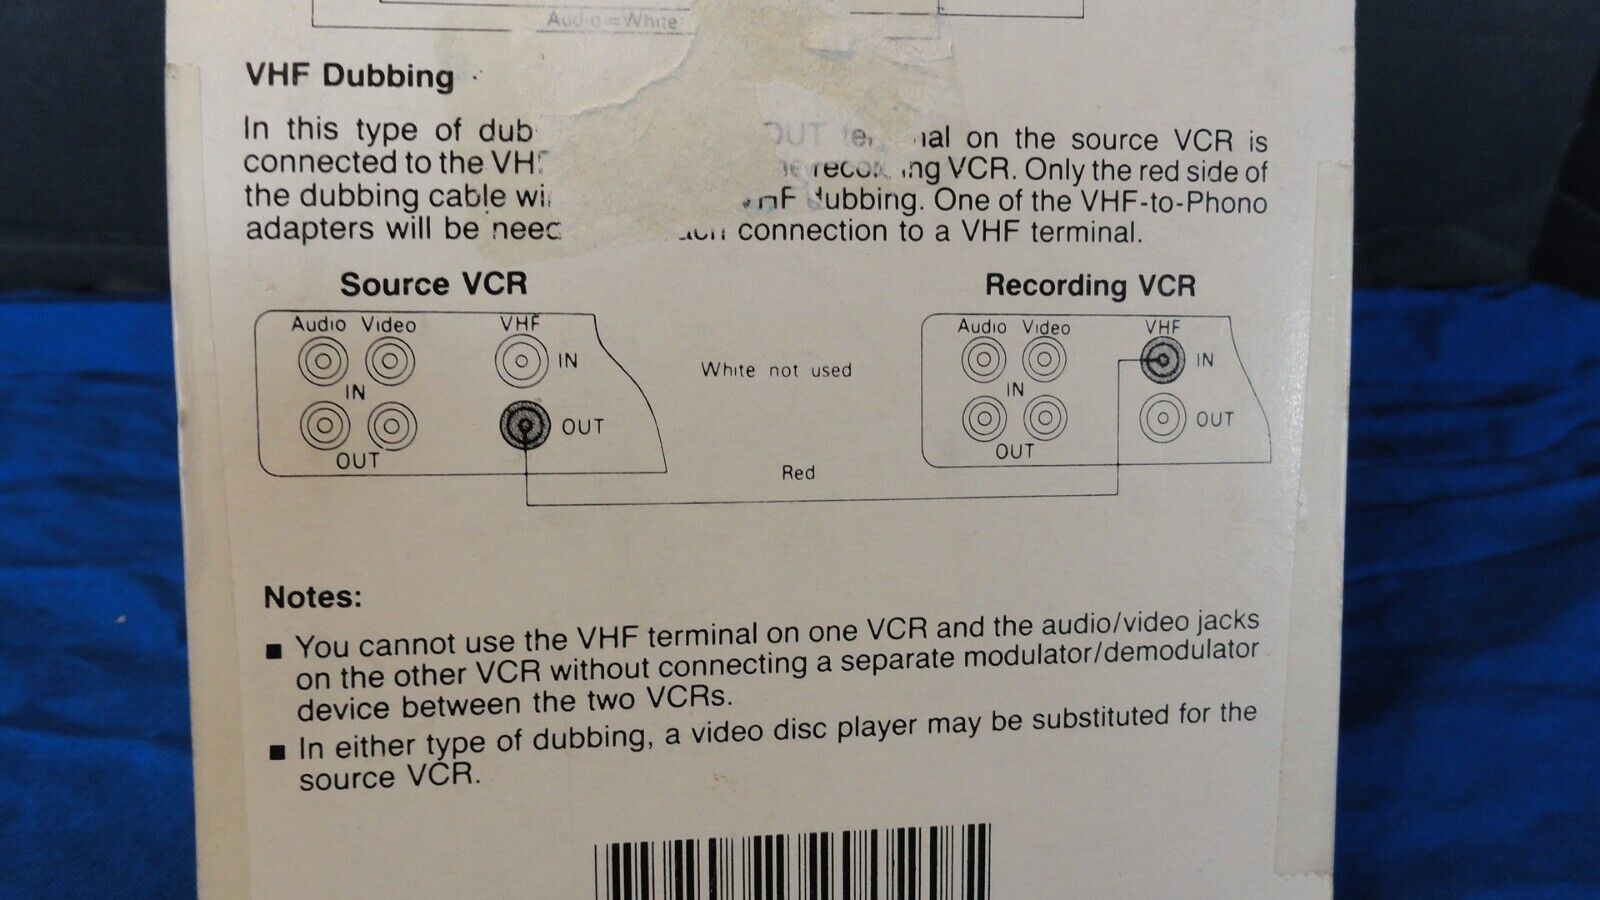 Audio=White
VHF Dubbing
In this type of dub OUT terminal on the source VCR is
connected to the VHF recording VCR. Only the red side of
the dubbing cable VHF dubbing. One of the VHF-to-Phono
adapters will be connection to a VHF terminal.
Source VCR
Recording VCR
Audio Video VHF
IN
IN
OUT
OUT
White not used
Red
Audio Video VHF
IN
IN
OUT
OUT
Notes:
■ You cannot use the VHF terminal on one VCR and the audio/video jacks
on the other VCR without connecting a separate modulator/demodulator
device between the two VCRs.
■ In either type of dubbing, a video disc player may be substituted for the
source VCR.